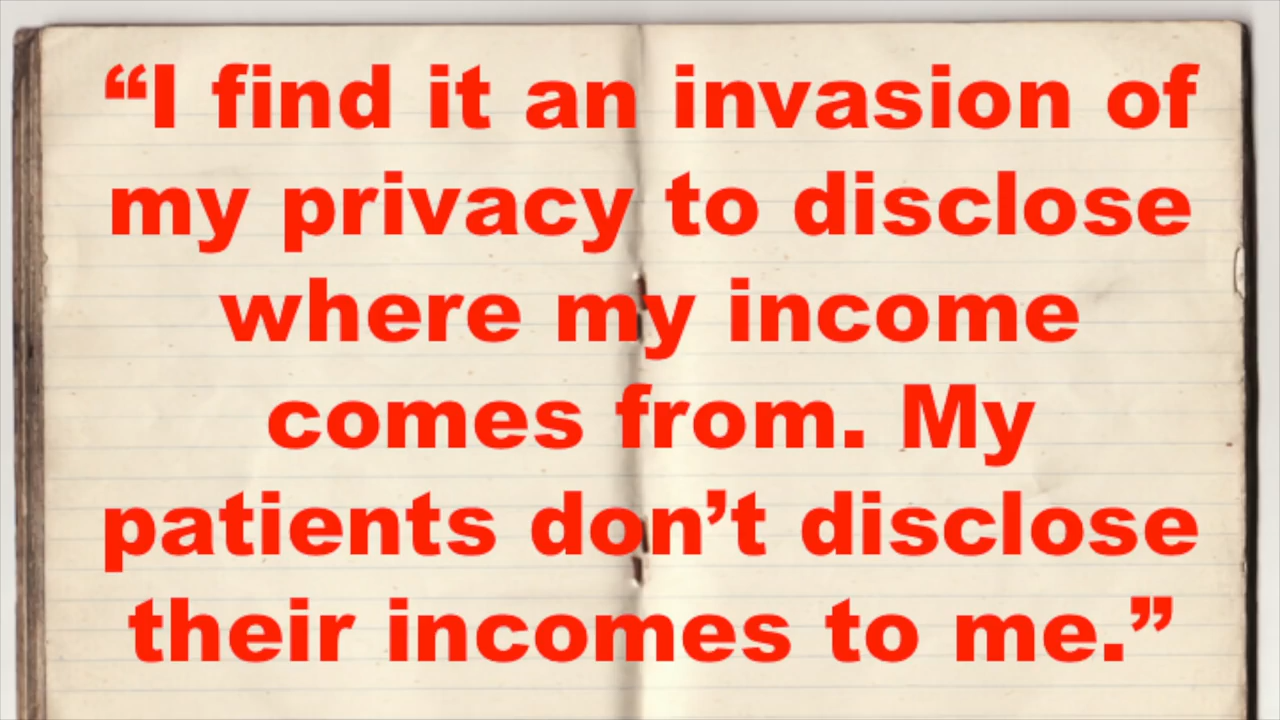 “I find it an invasion of
my privacy to disclose
where my income
comes from. My
patients don’t disclose
their incomes to me.”